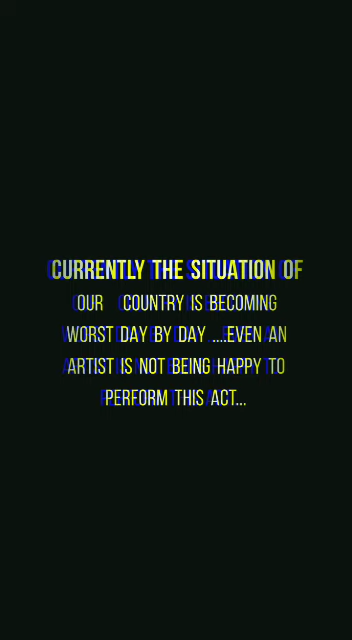 CURRENTLY THE SITUATION OF
OUR COUNTRY IS BECOMING
WORST DAY BY DAY ....EVEN AN
ARTIST IS NOT BEING HAPPY TO
PERFORM THIS ACT...